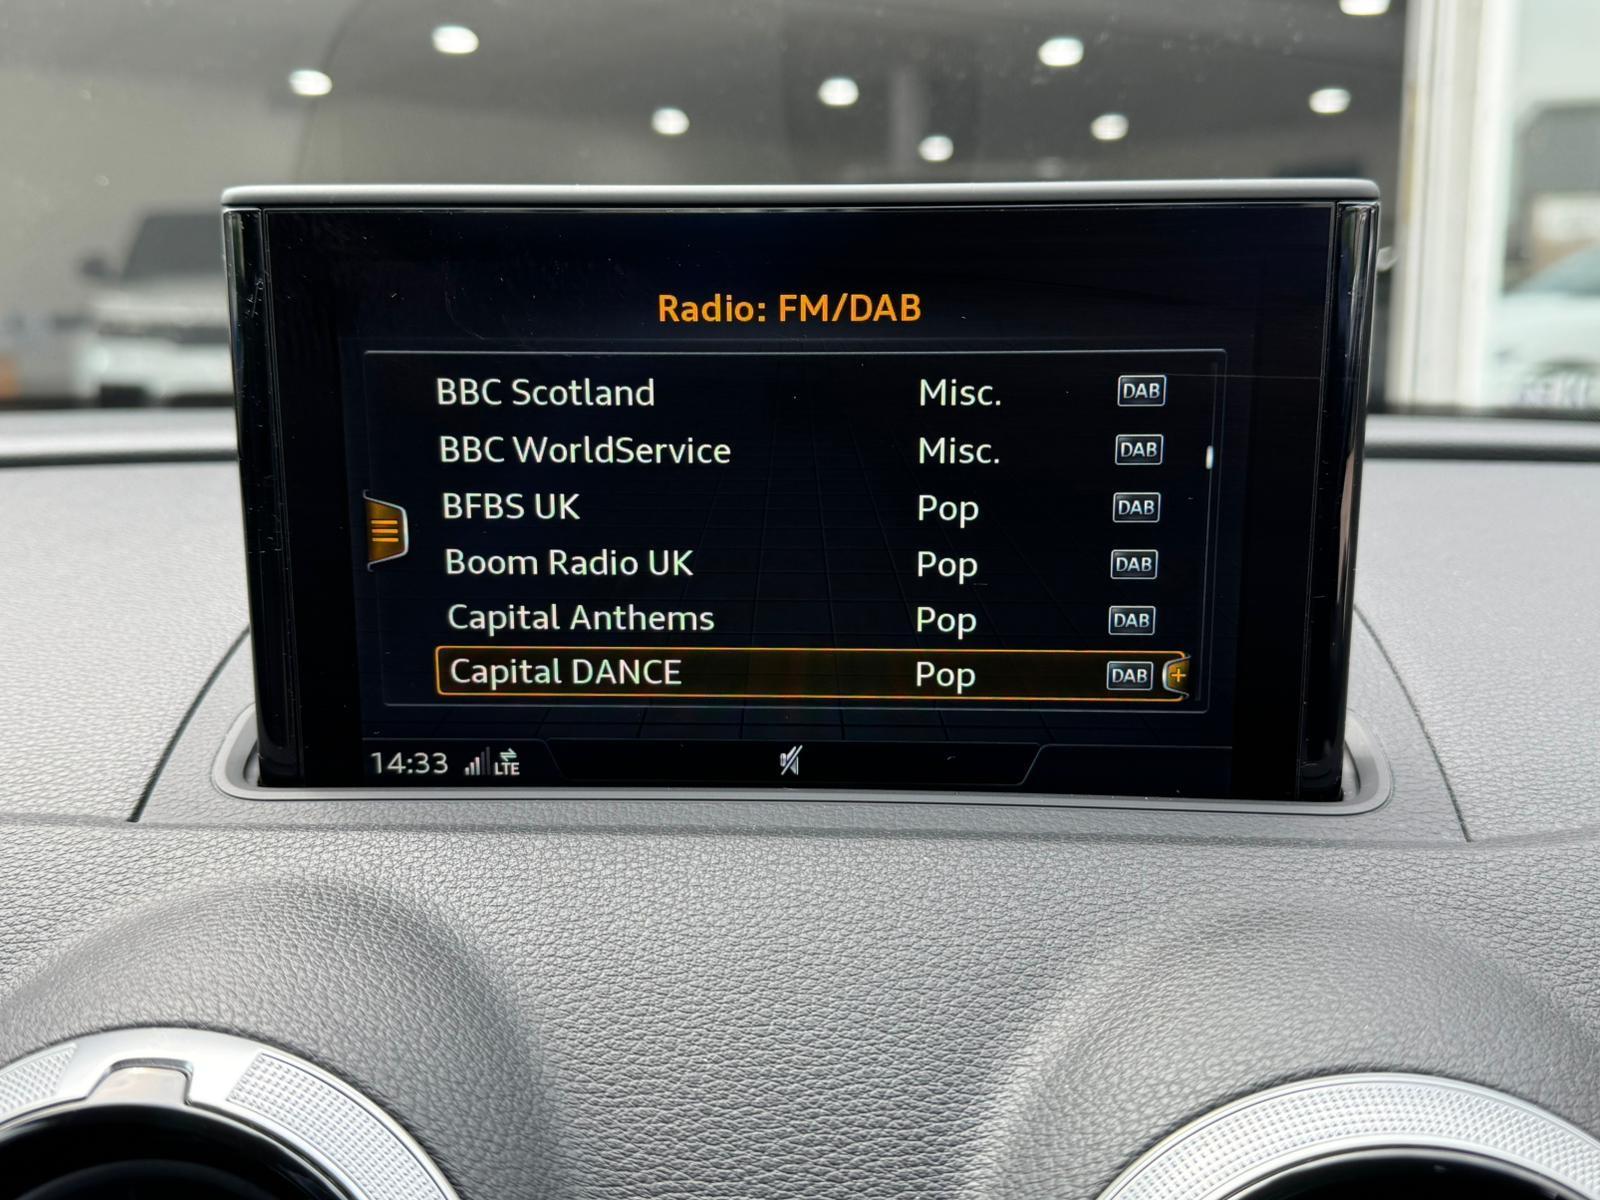 Radio: FM/DAB
BBC Scotland Misc. DAB
BBC WorldService Misc. DAB
BFBS UK Pop DAB
Boom Radio UK Pop DAB
Capital Anthems Pop DAB
Capital DANCE Pop DAB +
14:33 LTE